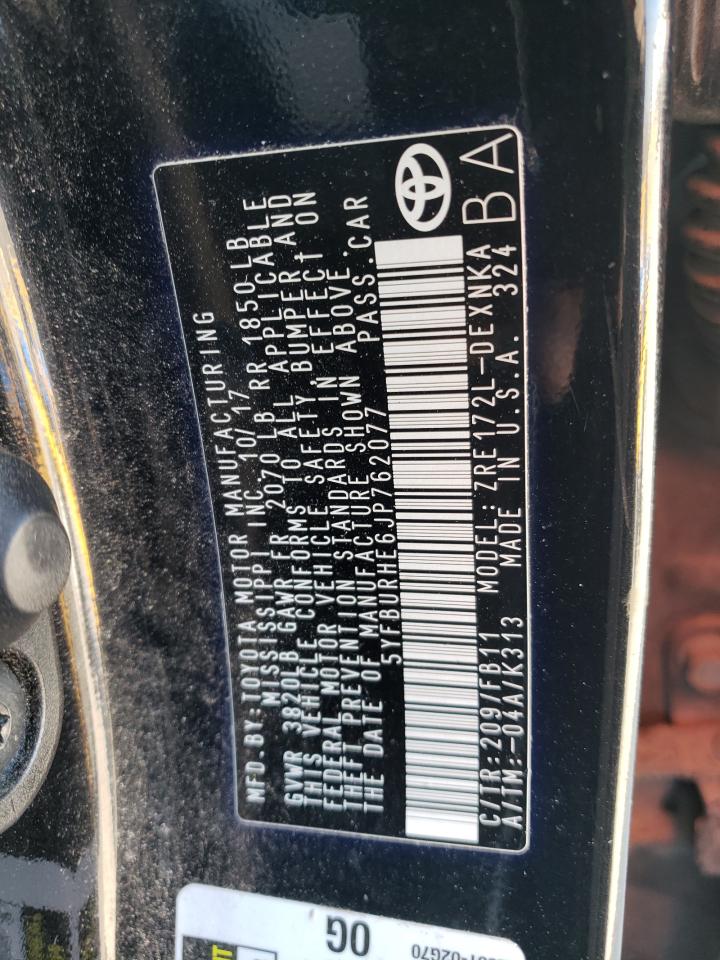 MFD.BY:TOYOTA MOTOR MANUFACTURING
MISSISSIPPI INC 10/17
GVWR 3820LB GAWR FR 2070 LB RR 1850 LB
THIS VEHICLE CONFORMS TO ALL APPLICABLE
FEDERAL MOTOR VEHICLE SAFETY, BUMPER AND
THEFT PREVENTION STANDARDS IN EFFECT ON
THE DATE OF MANUFACTURE SHOWN ABOVE.
5YFBURHE6JP762077 PASS.CAR
C/TR:209/FB11 MODEL:ZRE172L-DEXNKA
A/TM:-04A/K313 MADE IN U.S.A. 324
BA
OG